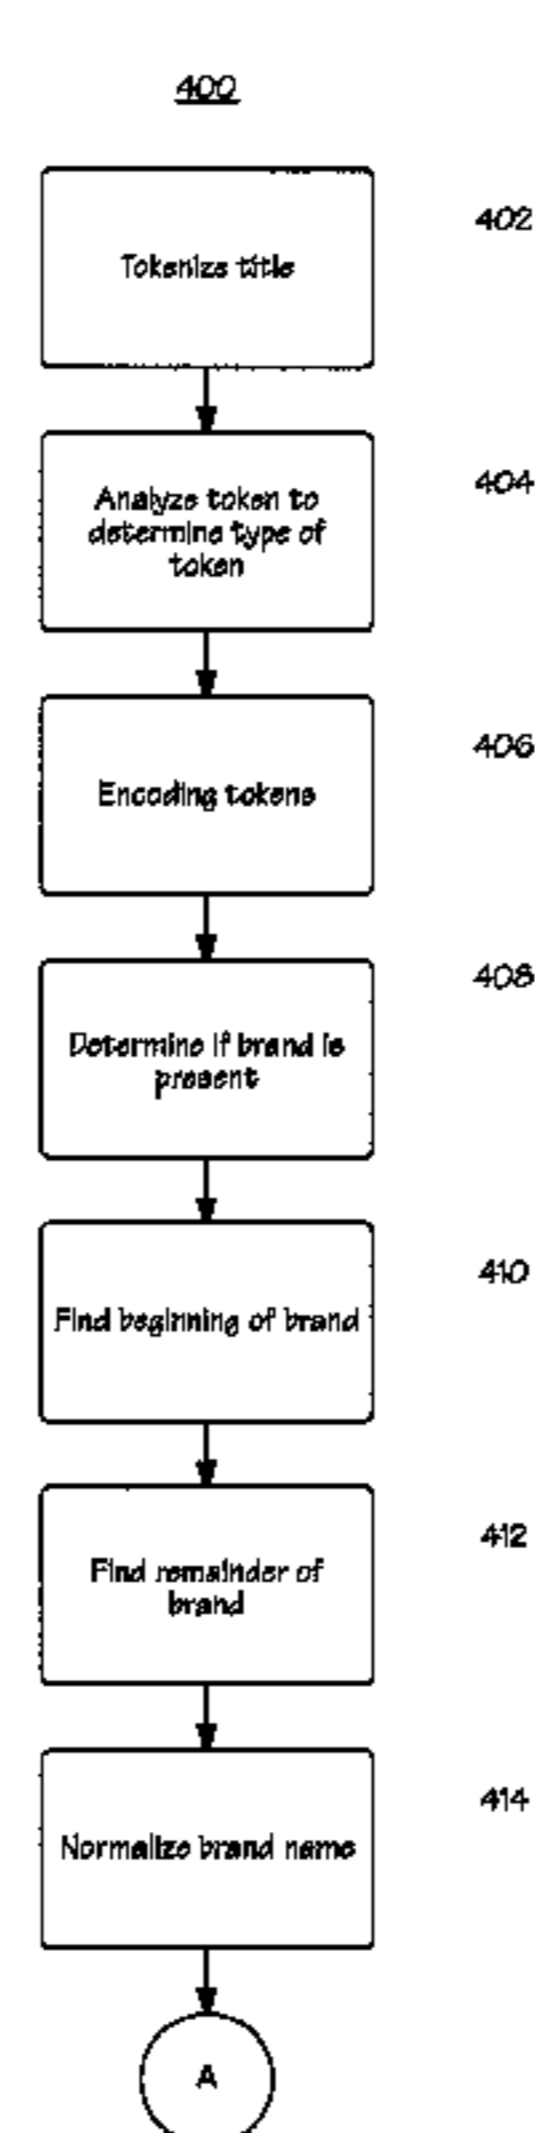 400
402
Tokenize title
404
Analyze token to
determine type of
token
406
Encoding tokens
408
Determine if brand is
present
410
Find beginning of brand
412
Find remainder of
brand
414
Normalize brand name
A